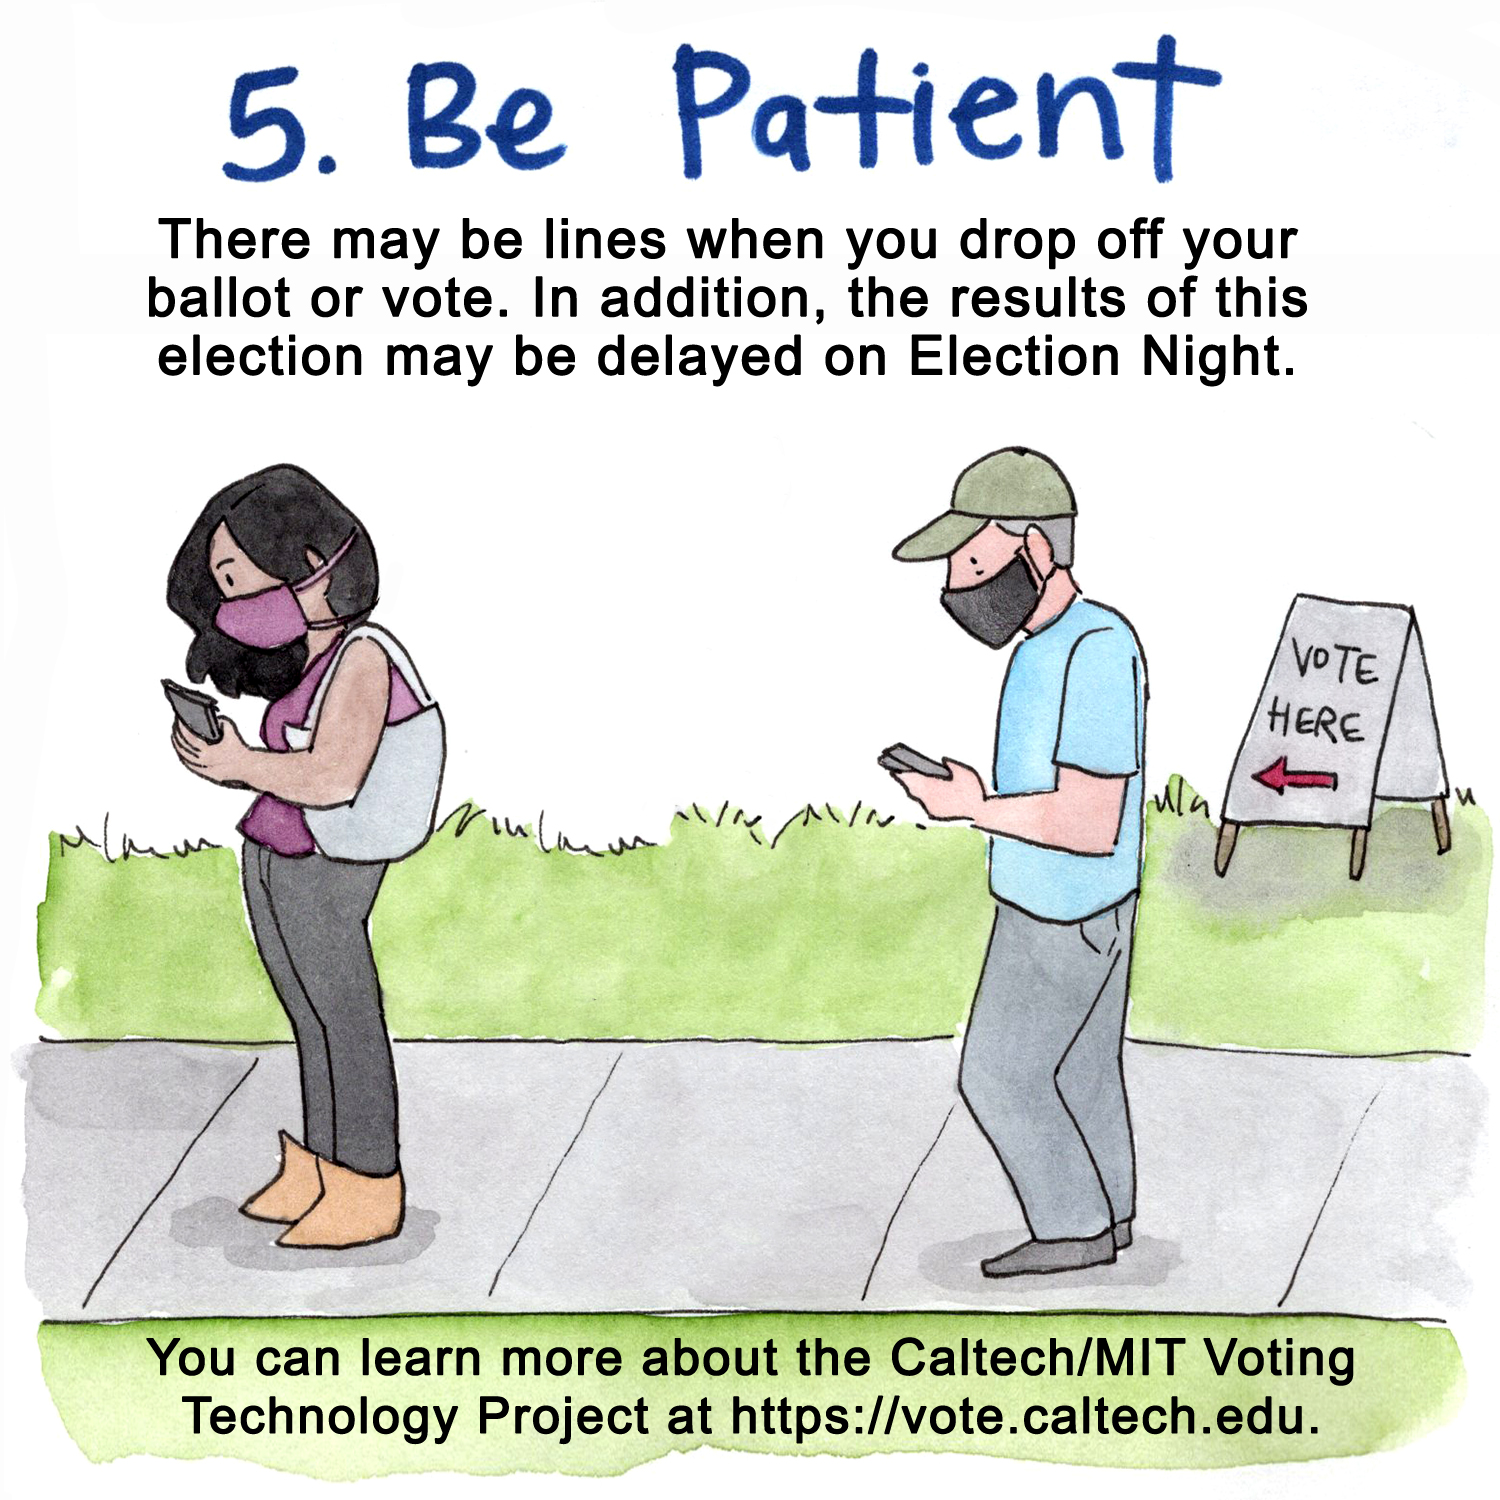 5. Be Patient
There may be lines when you drop off your
ballot or vote. In addition, the results of this
election may be delayed on Election Night.
VOTE
HERE
You can learn more about the Caltech/MIT Voting
Technology Project at https://vote.caltech.edu.